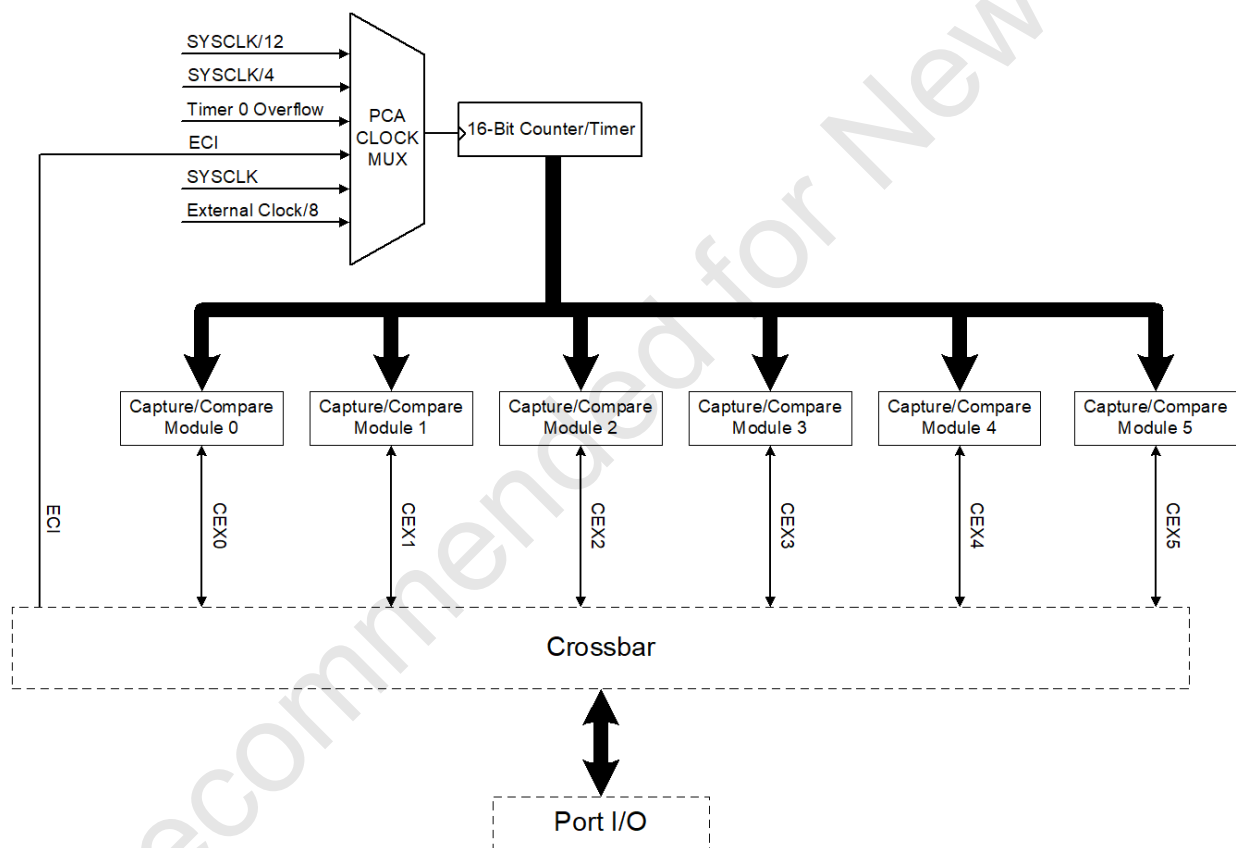 SYSCLK/12
SYSCLK/4
Timer 0 Overflow
ECI
SYSCLK
External Clock/8
PCA
CLOCK
MUX
16-Bit Counter/Timer
Capture/Compare
Module 0
Capture/Compare
Module 1
Capture/Compare
Module 2
Capture/Compare
Module 3
Capture/Compare
Module 4
Capture/Compare
Module 5
ECI
CEX0
CEX1
CEX2
CEX3
CEX4
CEX5
Crossbar
Port I/O
ecommended for New